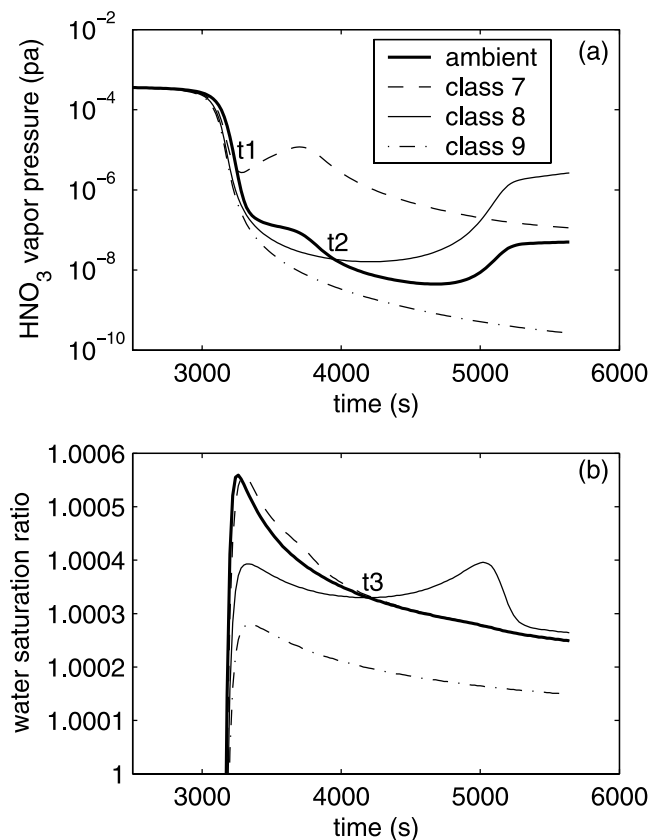 (a)
HNO3 vapor pressure (pa)
10−2
10−4
10−6
10−8
10−10
ambient
class 7
class 8
class 9
t1
t2
3000 4000 5000 6000
time (s)
(b)
water saturation ratio
1.0006
1.0005
1.0004
1.0003
1.0002
1.0001
1
t3
3000 4000 5000 6000
time (s)